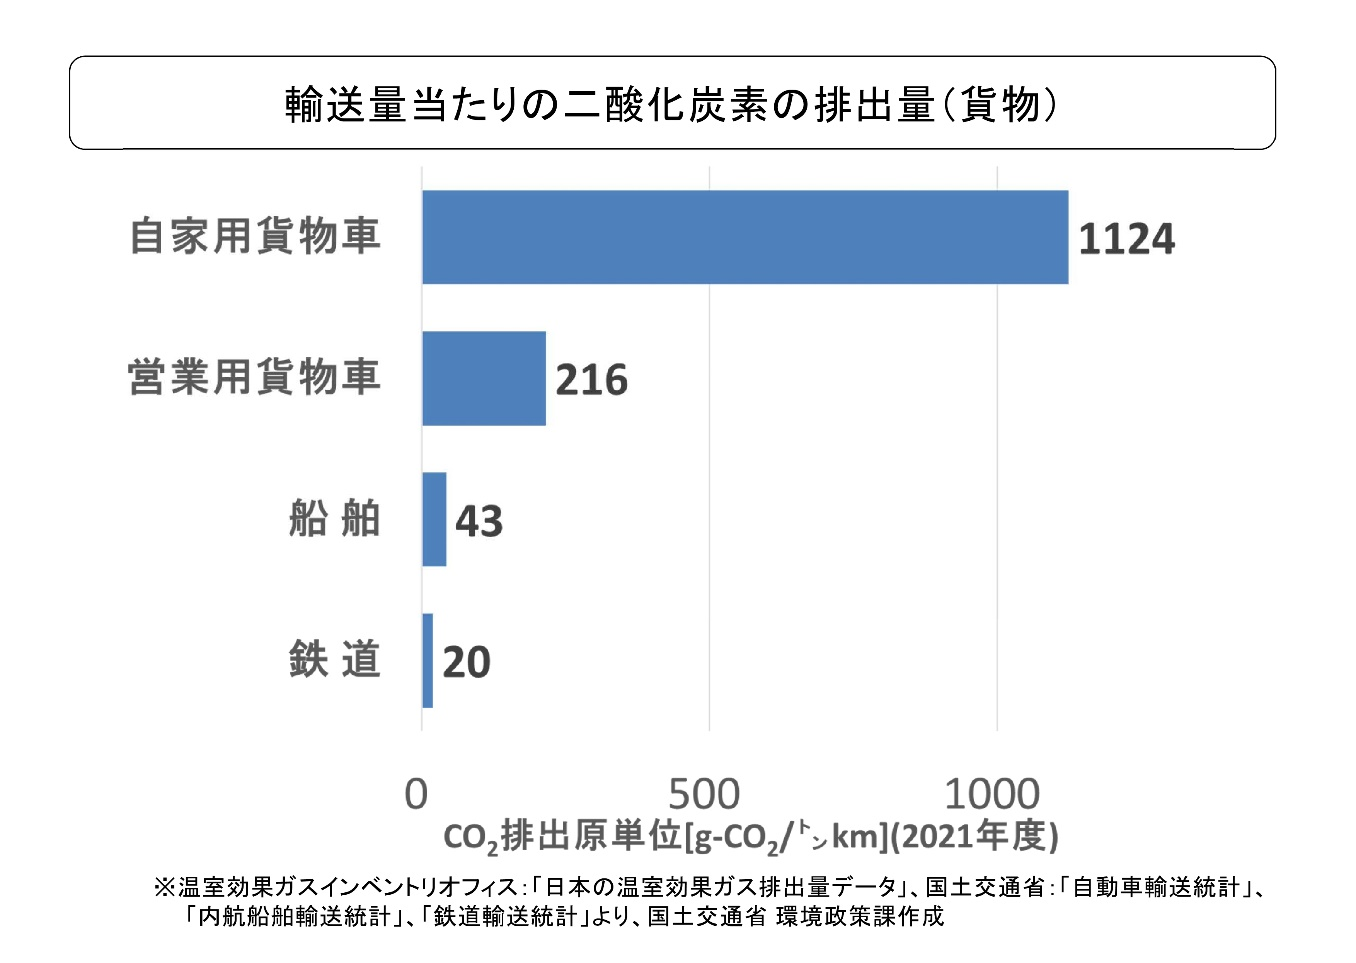 輸送量当たりの二酸化炭素の排出量（貨物）
自家用貨物車 1124
営業用貨物車 216
船舶 43
鉄道 20
0 500 1000
CO₂排出原単位[g-CO₂/㌧km](2021年度)
※温室効果ガスインベントリオフィス：「日本の温室効果ガス排出量データ」、国土交通省：「自動車輸送統計」、
「内航船舶輸送統計」、「鉄道輸送統計」より、国土交通省 環境政策課作成